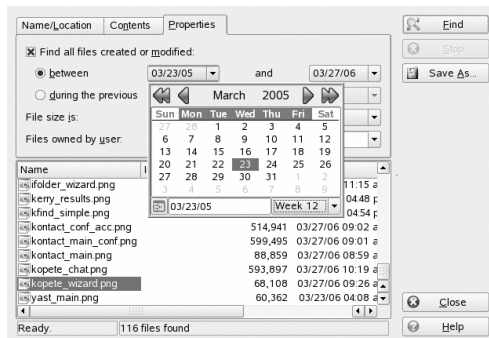 Name/Location Contents Properties
Find
Find all files created or modified:
Stop
between 03/23/05 and 03/27/06
Save As...
during the previous
March 2005
File size is:
Sun Mon Tue Wed Thu Fri Sat
27 28 1 2 3 4 5
Files owned by user:
6 7 8 9 10 11 12
13 14 15 16 17 18 19
20 21 22 23 24 25 26
27 28 29 30 31 1 2
3 4 5 6 7 8 9
03/23/05 Week 12
Name
ifolder_wizard.png 11:15 a
kerry_results.png 04:48 p
kfind_simple.png 04:54 p
kontact_conf_acc.png 514,941 03/27/06 09:02 a
kontact_main_conf.png 599,495 03/27/06 09:01 a
kontact_main.png 88,859 03/27/06 08:59 a
kopete_chat.png 593,897 03/27/06 10:19 a
kopete_wizard.png 68,108 03/27/06 09:26 a
yast_main.png 60,362 03/23/06 04:08 a
Close
Ready. 116 files found
Help